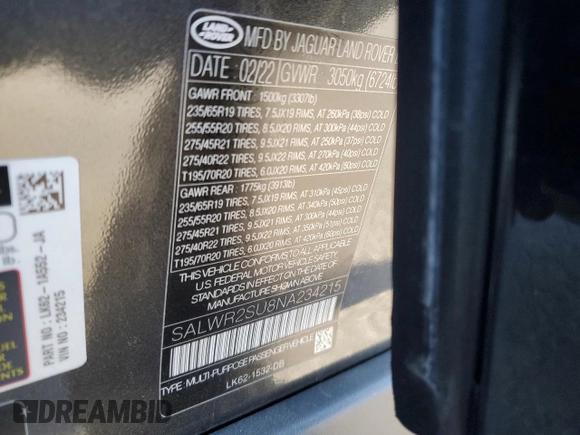 LAND ROVER
MFD BY JAGUAR LAND ROVER
DATE 02/22 GVWR 3050kg (6724lb
GAWR FRONT 1500kg (3307lb)
235/65R19 TIRES, 7.5JX19 RIMS, AT 260kPa (38psi) COLD
255/55R20 TIRES, 8.5JX20 RIMS, AT 300kPa (44psi) COLD
275/45R21 TIRES, 9.5JX21 RIMS, AT 250kPa (37psi) COLD
275/40R22 TIRES, 9.5JX22 RIMS, AT 270kPa (40psi) COLD
T195/70R20 TIRES, 6.0JX20 RIMS, AT 420kPa (60psi) COLD
GAWR REAR 1775kg (3913lb)
235/65R19 TIRES, 7.5JX19 RIMS, AT 310kPa (45psi) COLD
255/55R20 TIRES, 8.5JX20 RIMS, AT 340kPa (50psi) COLD
275/45R21 TIRES, 9.5JX21 RIMS, AT 300kPa (44psi) COLD
275/40R22 TIRES, 9.5JX22 RIMS, AT 350kPa (51psi) COLD
T195/70R20 TIRES, 6.0JX20 RIMS, AT 420kPa (60psi) COLD
THIS VEHICLE CONFORMS TO ALL APPLICABLE
U.S. FEDERAL MOTOR VEHICLE SAFETY
STANDARDS IN EFFECT ON THE DATE OF
MANUFACTURE SHOWN ABOVE.
SALWR2SU8NA234215
TYPE: MULTI-PURPOSE PASSENGER VEHICLE
LK62-1532-DB
PART NO : LK62-14A552-JA
VIN NO : 234215
DREAMBID